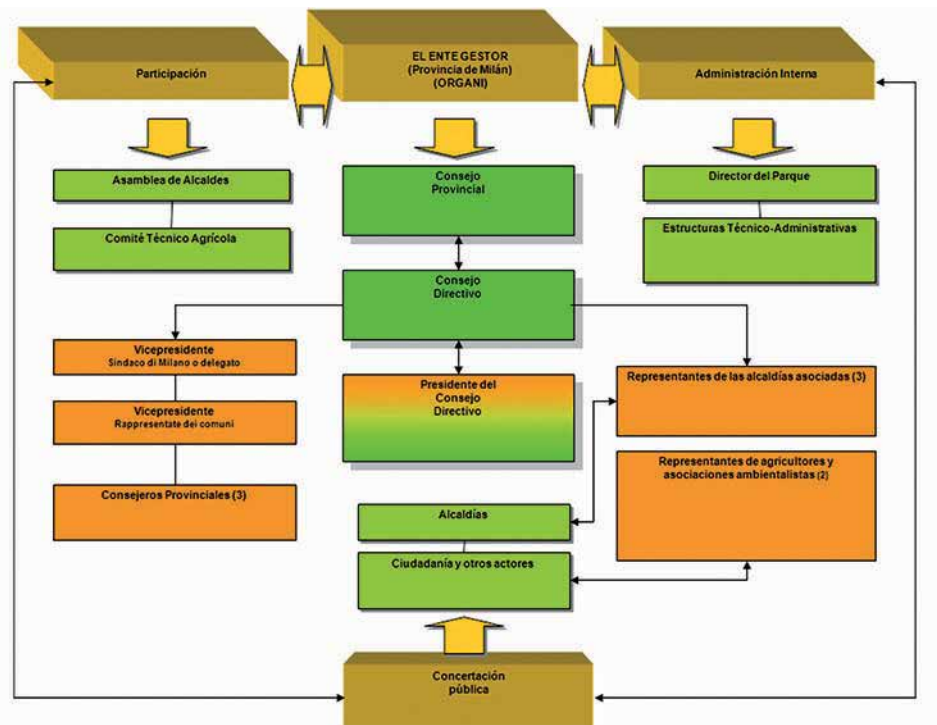 Participación
EL ENTE GESTOR
(Provincia de Milán)
(ORGANI)
Administración Interna
Asamblea de Alcaldes
Comité Técnico Agrícola
Consejo
Provincial
Director del Parque
Estructuras Técnico-Administrativas
Consejo
Directivo
Vicepresidente
Sindaco di Milano o delegato
Vicepresidente
Rappresentate dei comuni
Consejeros Provinciales (3)
Presidente del
Consejo
Directivo
Representantes de las alcaldías asociadas (3)
Representantes de agricultores y
asociaciones ambientalistas (2)
Alcaldías
Ciudadanía y otros actores
Concertación
pública